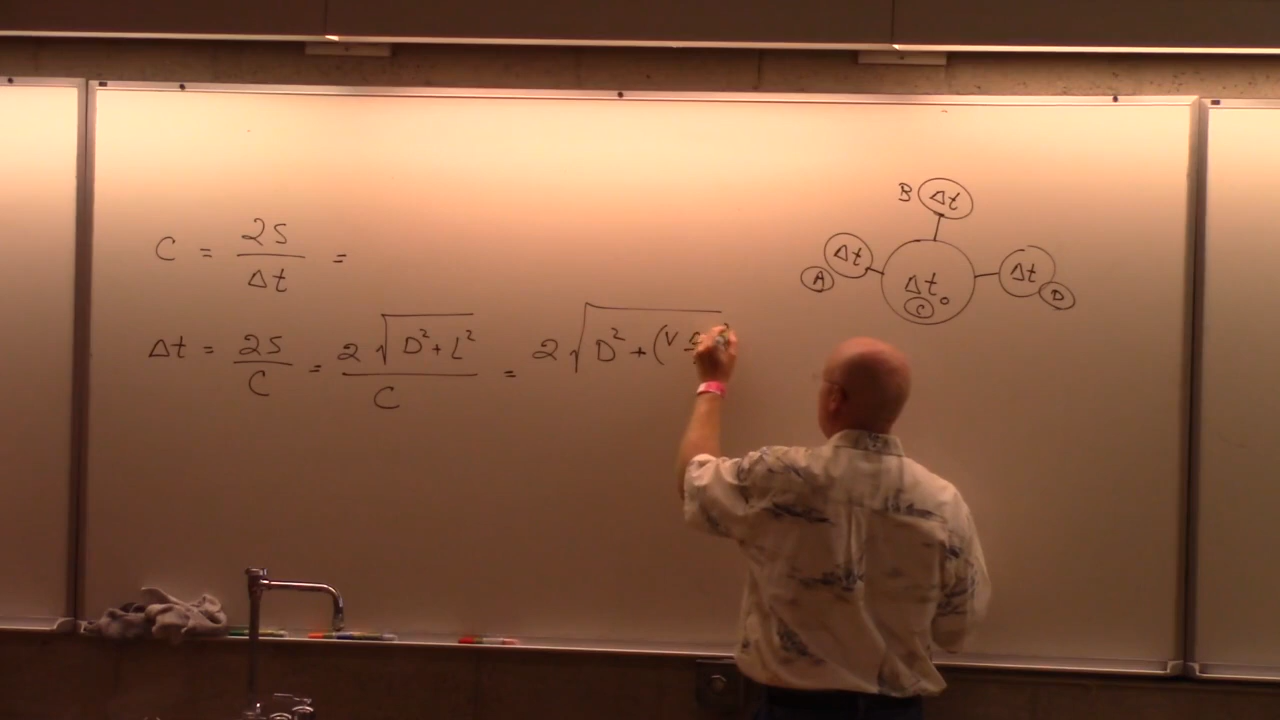 C = 2S / Δt =
Δt = 2S / C = 2 √(D² + L²) / C = 2 √(D² + (V
B Δt
Δt Δt
A Δt₀ D
C